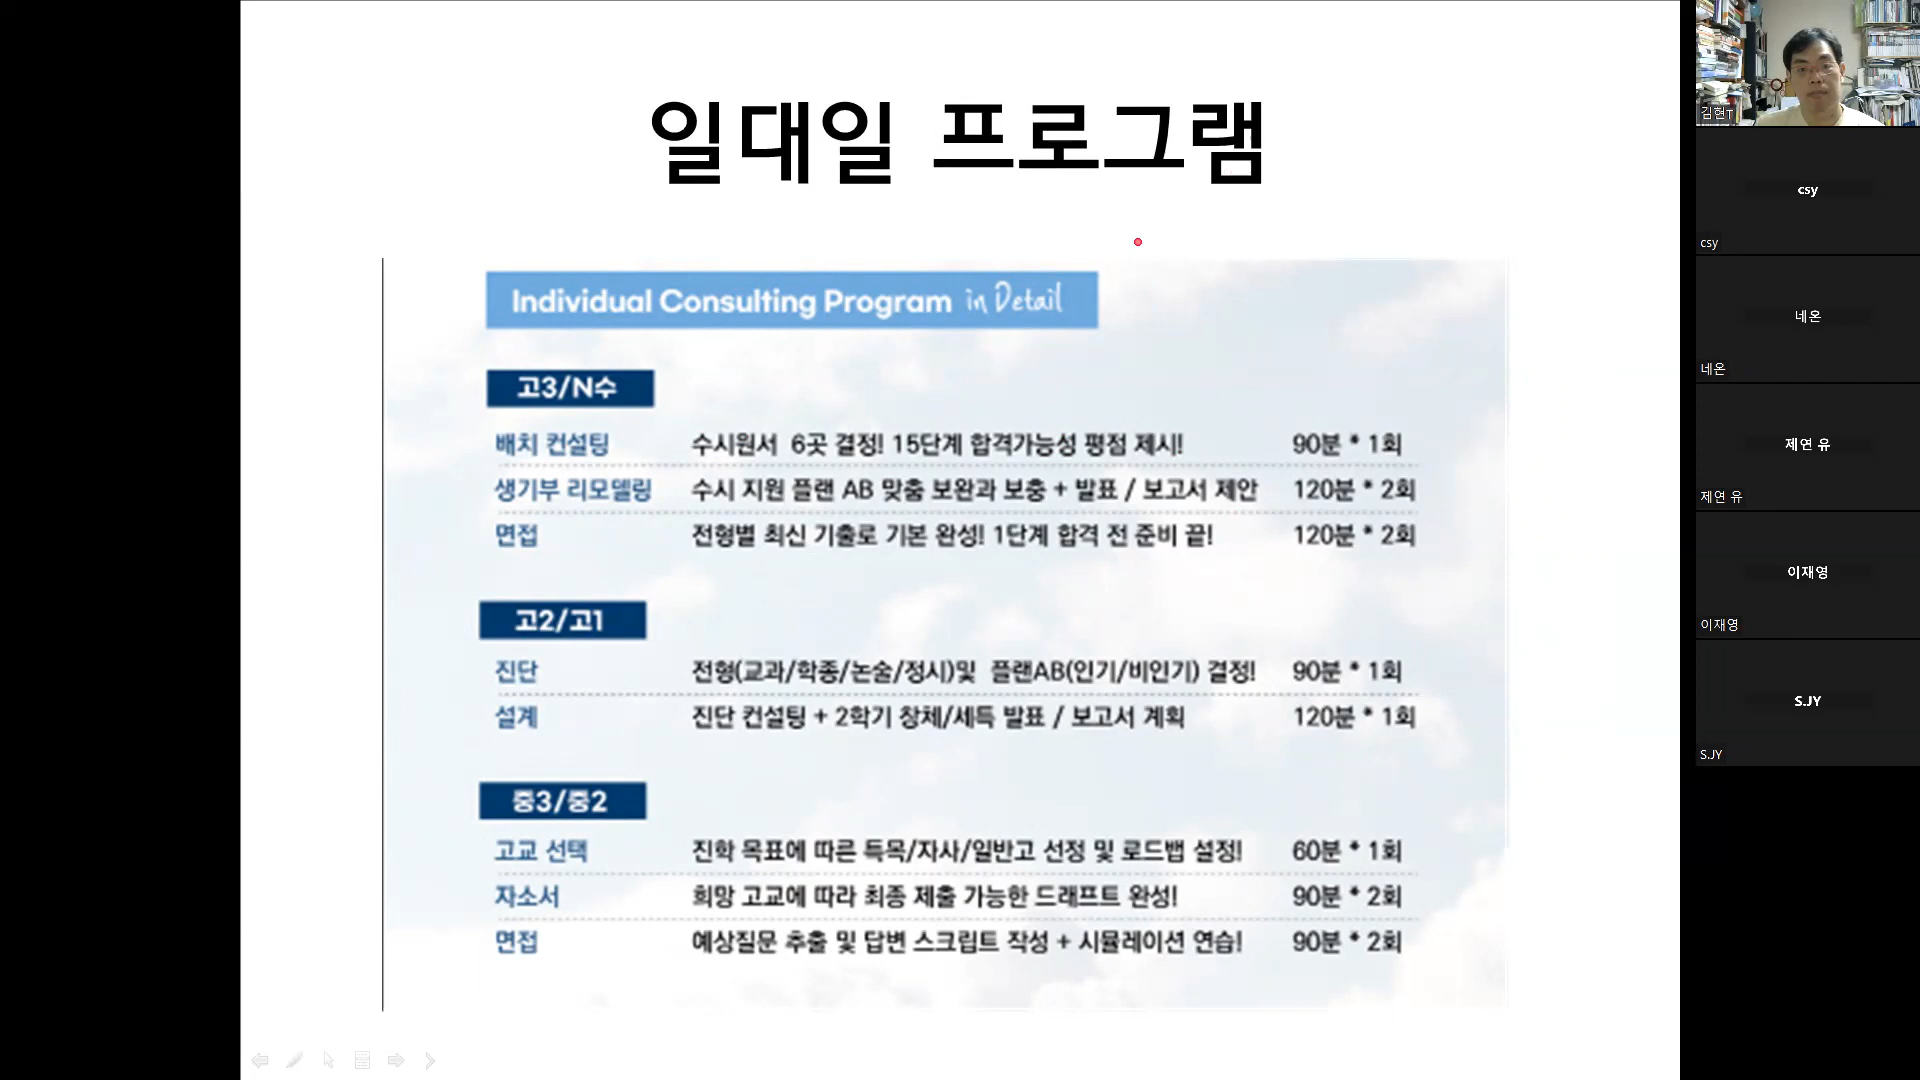 일대일 프로그램
Individual Consulting Program in Detail
고3/N수
배치 컨설팅 수시원서 6곳 결정! 15단계 합격가능성 평점 제시! 90분 * 1회
생기부 리모델링 수시 지원 플랜 AB 맞춤 보완과 보충 + 발표 / 보고서 제안 120분 * 2회
면접 전형별 최신 기출로 기본 완성! 1단계 합격 전 준비 끝! 120분 * 2회
고2/고1
진단 전형(교과/학종/논술/정시)및 플랜AB(인기/비인기) 결정! 90분 * 1회
설계 진단 컨설팅 + 2학기 창체/세특 발표 / 보고서 계획 120분 * 1회
중3/중2
고교 선택 진학 목표에 따른 특목/자사/일반고 선정 및 로드뱁 설정! 60분 * 1회
자소서 희망 고교에 따라 최종 제출 가능한 드래프트 완성! 90분 * 2회
면접 예상질문 추출 및 답변 스크립트 작성 + 시뮬레이션 연습! 90분 * 2회
김현T
csy
csy
네온
네온
제연 유
제연 유
이재영
이재영
S.JY
S.JY